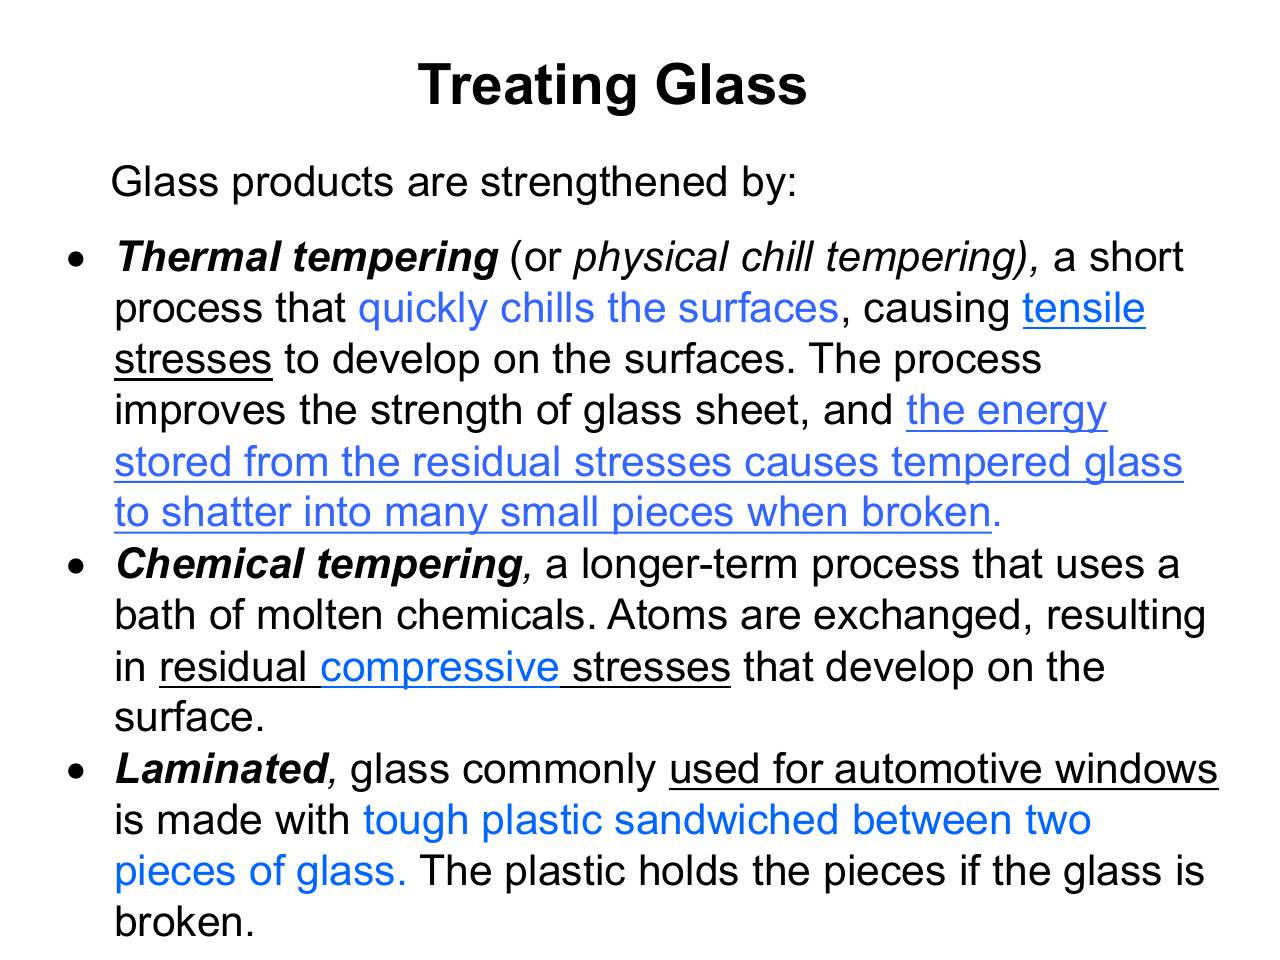 Treating Glass
Glass products are strengthened by:
• Thermal tempering (or physical chill tempering), a short
process that quickly chills the surfaces, causing tensile
stresses to develop on the surfaces. The process
improves the strength of glass sheet, and the energy
stored from the residual stresses causes tempered glass
to shatter into many small pieces when broken.
• Chemical tempering, a longer-term process that uses a
bath of molten chemicals. Atoms are exchanged, resulting
in residual compressive stresses that develop on the
surface.
• Laminated, glass commonly used for automotive windows
is made with tough plastic sandwiched between two
pieces of glass. The plastic holds the pieces if the glass is
broken.